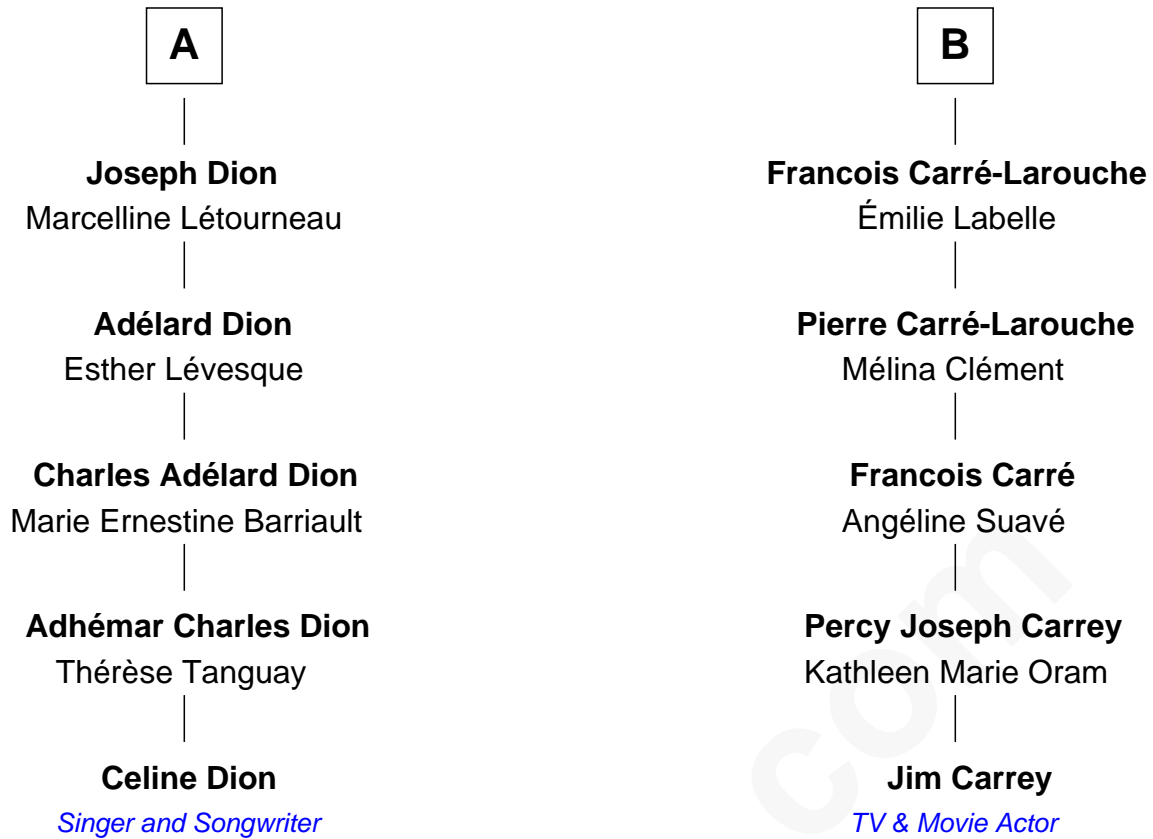 A
Joseph Dion
Marcelline Létourneau
Adélard Dion
Esther Lévesque
Charles Adélard Dion
Marie Ernestine Barriault
Adhémar Charles Dion
Thérèse Tanguay
Celine Dion
Singer and Songwriter
B
Francois Carré-Larouche
Émilie Labelle
Pierre Carré-Larouche
Mélina Clément
Francois Carré
Angéline Suavé
Percy Joseph Carrey
Kathleen Marie Oram
Jim Carrey
TV & Movie Actor
com